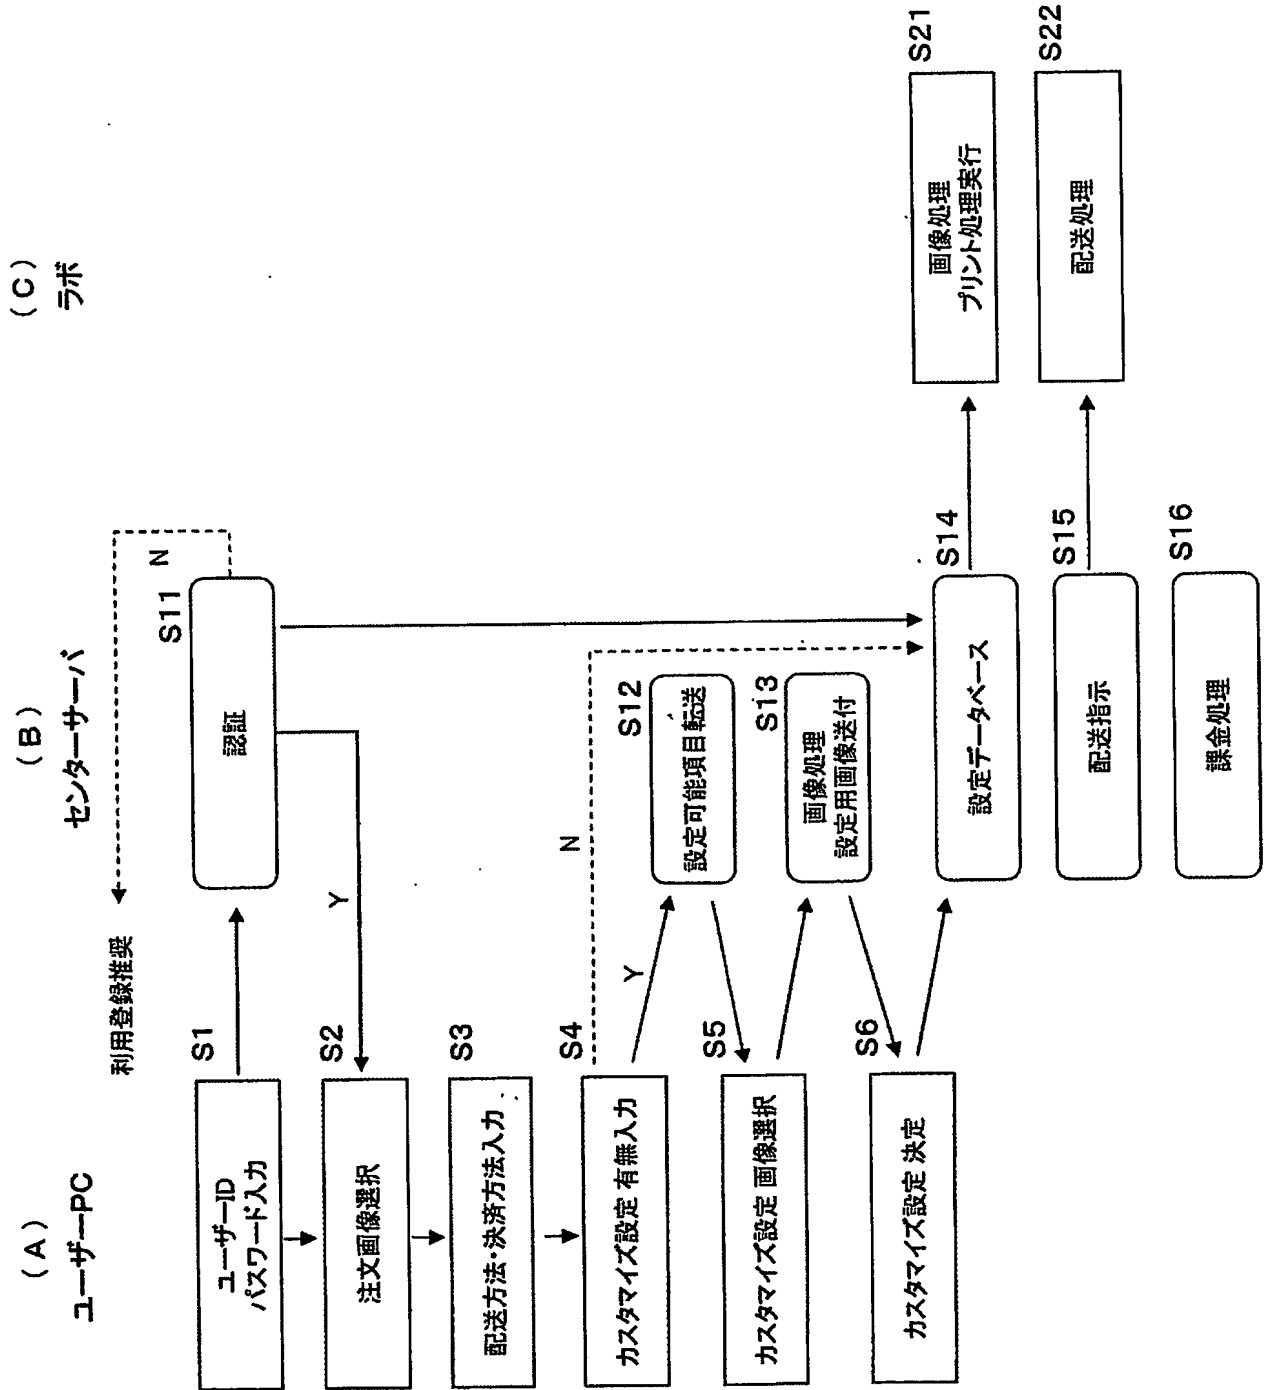 (A)
ユーザーPC
(B)
センターサーバ
(C)
ラボ
利用登録推奨
N
S1
ユーザーID
パスワード入力
S11
認証
Y
S2
注文画像選択
S3
配送方法・決済方法入力
S4
カスタマイズ設定 有無入力
N
Y
S12
設定可能項目転送
S5
カスタマイズ設定 画像選択
S13
画像処理
設定用画像送付
S6
カスタマイズ設定 決定
S14
設定データベース
S21
画像処理
プリント処理実行
S15
配送指示
S22
配送処理
S16
課金処理